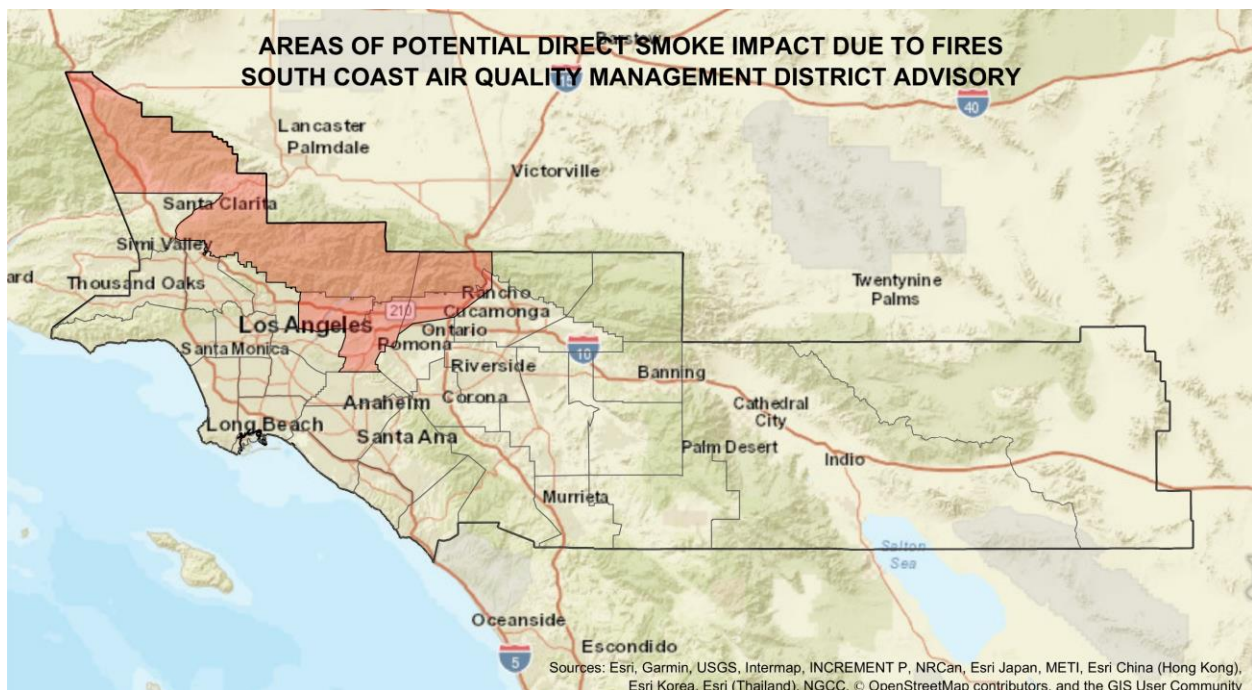 AREAS OF POTENTIAL DIRECT SMOKE IMPACT DUE TO FIRES
Barstow
SOUTH COAST AIR QUALITY MANAGEMENT DISTRICT ADVISORY
15
40
Lancaster
Palmdale
Victorville
Santa Clarita
Simi Valley
ard
Thousand Oaks
Twentynine
Palms
Rancho
Cucamonga
210
Los Angeles
Ontario
Santa Monica
Pomona
10
Riverside
Banning
Corona
Anaheim
Cathedral
City
Long Beach
Santa Ana
Palm Desert
Indio
Murrieta
Salton
Sea
Oceanside
Escondido
5
Sources: Esri, Garmin, USGS, Intermap, INCREMENT P, NRCan, Esri Japan, METI, Esri China (Hong Kong),
Esri Korea, Esri (Thailand), NGCC, © OpenStreetMap contributors, and the GIS User Community